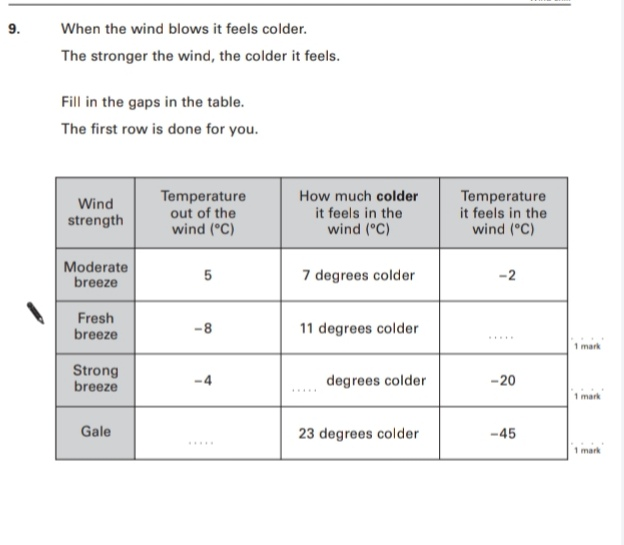 9. When the wind blows it feels colder.
The stronger the wind, the colder it feels.
Fill in the gaps in the table.
The first row is done for you.
Wind strength
Temperature out of the wind (°C)
How much colder it feels in the wind (°C)
Temperature it feels in the wind (°C)
Moderate breeze 5 7 degrees colder –2
Fresh breeze –8 11 degrees colder .....
1 mark
Strong breeze –4 ..... degrees colder –20
1 mark
Gale ..... 23 degrees colder –45
1 mark